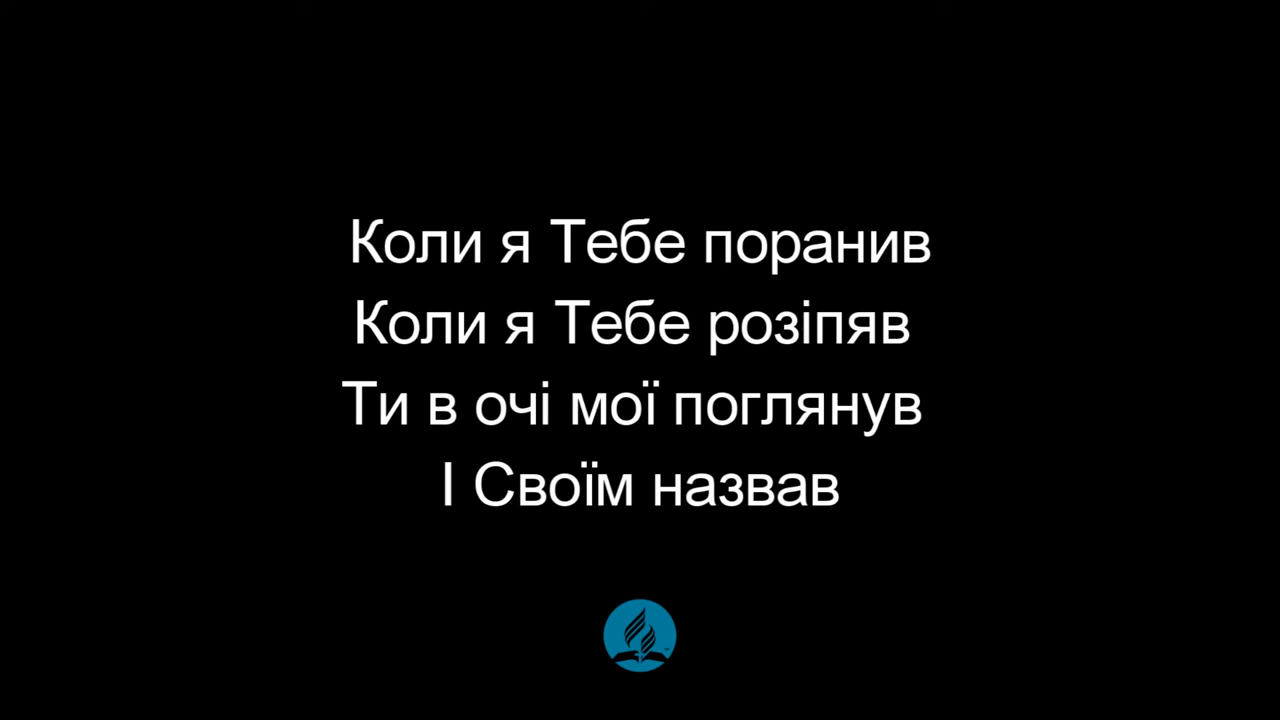 Коли я Тебе поранив
Коли я Тебе розіпяв
Ти в очі мої поглянув
І Своїм назвав